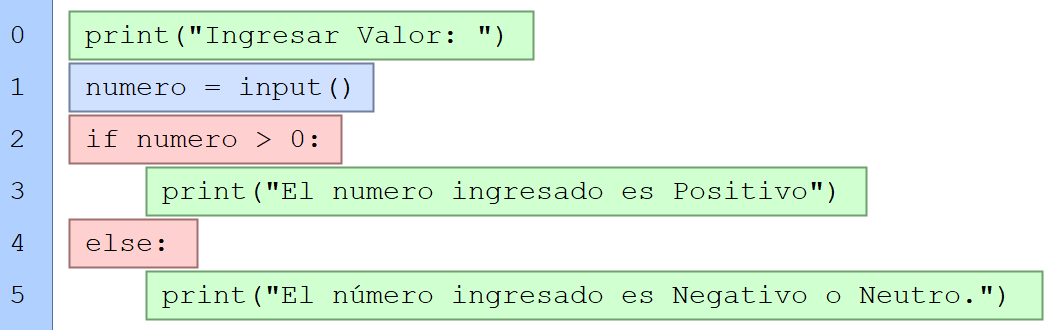 0 print("Ingresar Valor: ")
1 numero = input()
2 if numero > 0:
3 print("El numero ingresado es Positivo")
4 else:
5 print("El número ingresado es Negativo o Neutro.")